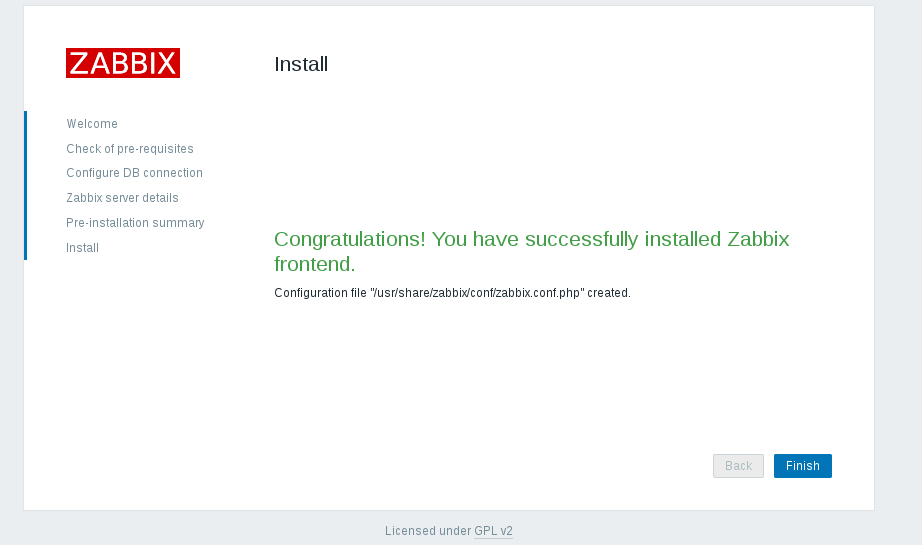 ZABBIX
Install
Welcome
Check of pre-requisites
Configure DB connection
Zabbix server details
Pre-installation summary
Install
Congratulations! You have successfully installed Zabbix
frontend.
Configuration file "/usr/share/zabbix/conf/zabbix.conf.php" created.
Back
Finish
Licensed under GPL v2